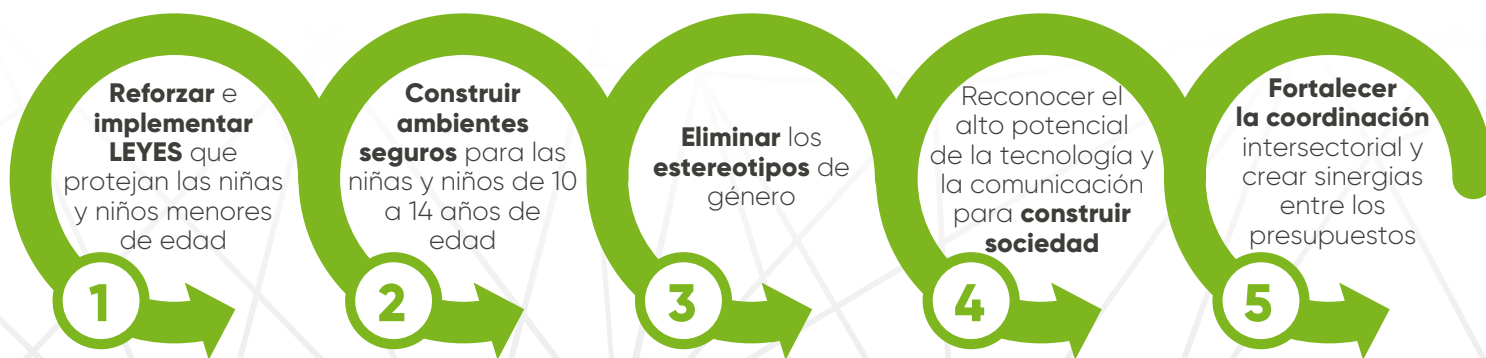 Reforzar e
implementar
LEYES que
protejan las niñas
y niños menores
de edad
1
Construir
ambientes
seguros para las
niñas y niños de 10
a 14 años de
edad
2
Eliminar los
estereotipos de
género
3
Reconocer el
alto potencial
de la tecnología y
la comunicación
para construir
sociedad
4
Fortalecer
la coordinación
intersectorial y
crear sinergias
entre los
presupuestos
5